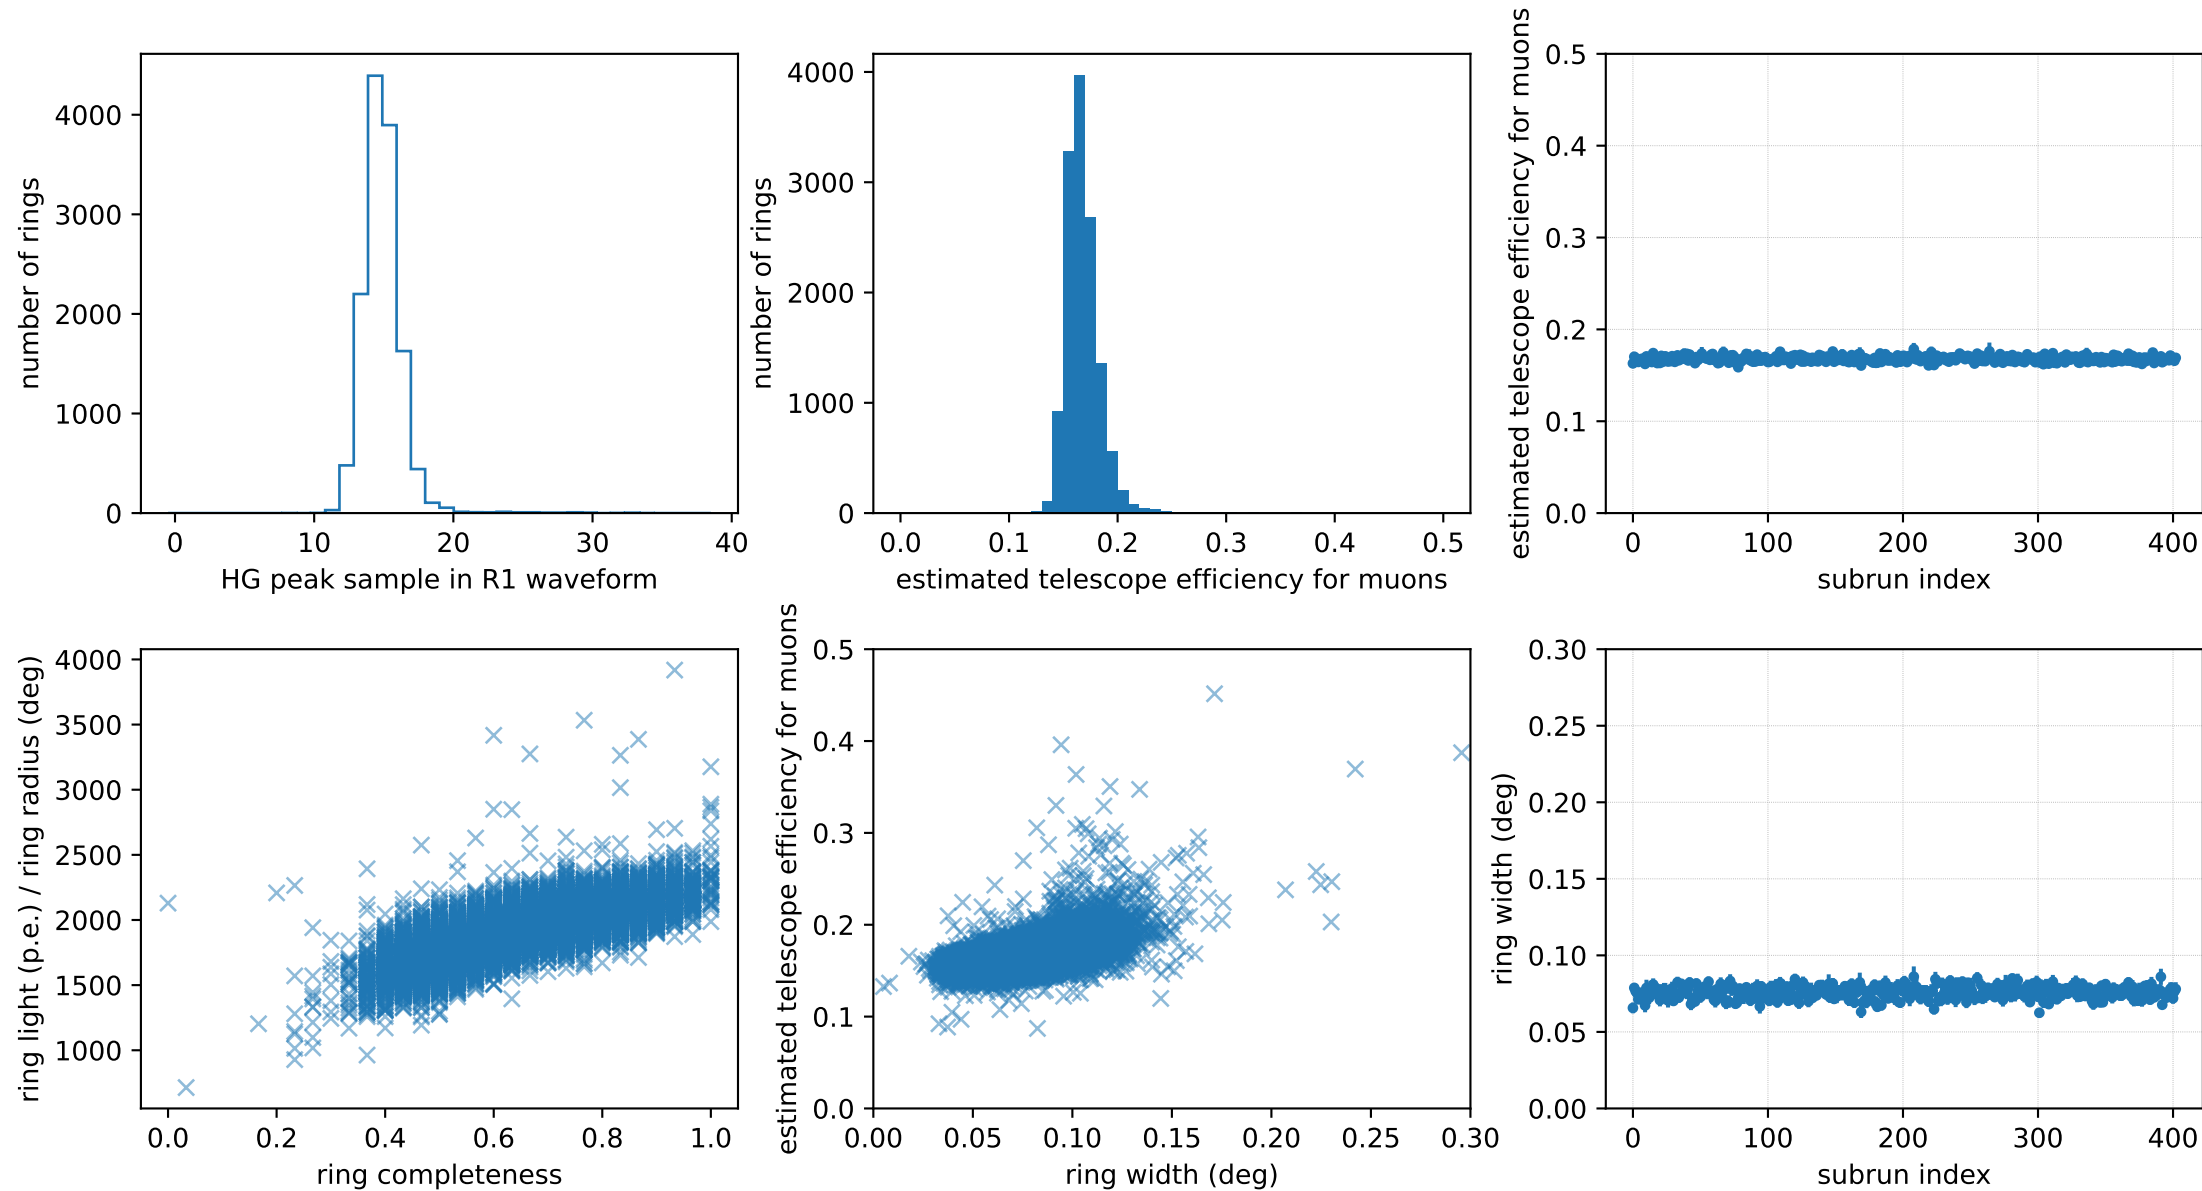 number of rings
4000
3000
2000
1000
0
0 10 20 30 40
HG peak sample in R1 waveform
number of rings
4000
3000
2000
1000
0
0.0 0.1 0.2 0.3 0.4 0.5
estimated telescope efficiency for muons
estimated telescope efficiency for muons
0.5
0.4
0.3
0.2
0.1
0.0
0 100 200 300 400
subrun index
ring light (p.e.) / ring radius (deg)
4000
3500
3000
2500
2000
1500
1000
0.0 0.2 0.4 0.6 0.8 1.0
ring completeness
estimated telescope efficiency for muons
0.5
0.4
0.3
0.2
0.1
0.0
0.00 0.05 0.10 0.15 0.20 0.25 0.30
ring width (deg)
ring width (deg)
0.30
0.25
0.20
0.15
0.10
0.05
0.00
0 100 200 300 400
subrun index